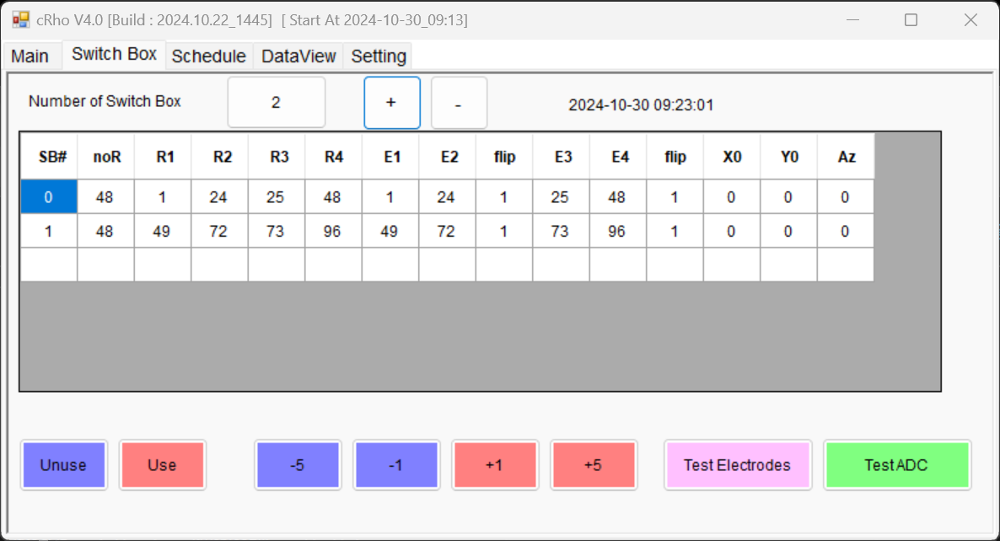 cRho V4.0 [Build : 2024.10.22_1445]  [ Start At 2024-10-30_09:13]
Main Switch Box Schedule DataView Setting
Number of Switch Box 2 + - 2024-10-30 09:23:01
SB# noR R1 R2 R3 R4 E1 E2 flip E3 E4 flip X0 Y0 Az
0 48 1 24 25 48 1 24 1 25 48 1 0 0 0
1 48 49 72 73 96 49 72 1 73 96 1 0 0 0
Unuse Use -5 -1 +1 +5 Test Electrodes Test ADC